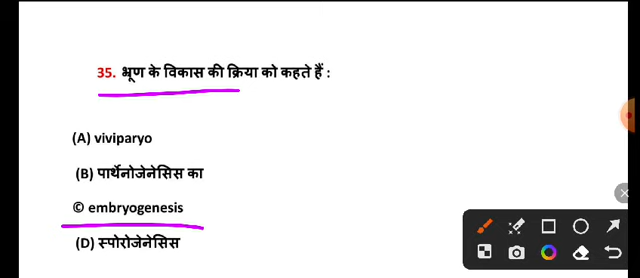 35. भ्रूण के विकास की क्रिया को कहते हैं :
(A) viviparyo
(B) पार्थेनोजेनेसिस का
© embryogenesis
(D) स्पोरोजेनेसिस